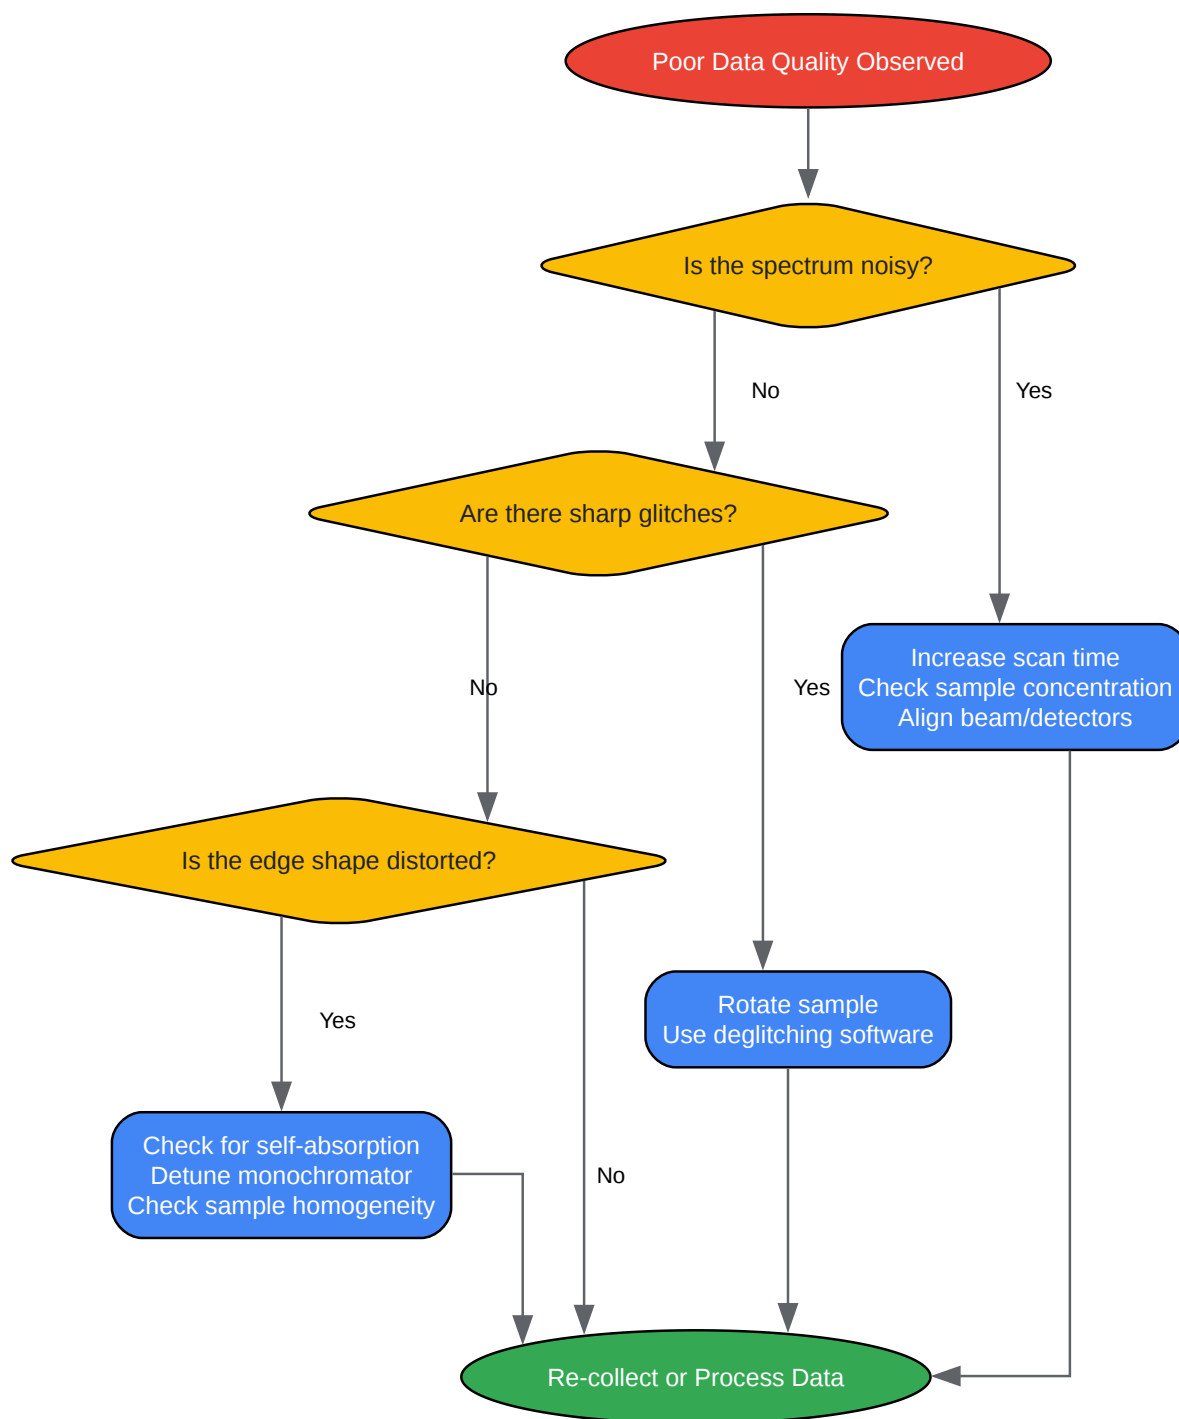 Poor Data Quality Observed
Is the spectrum noisy?
No
Yes
Are there sharp glitches?
Increase scan time
Check sample concentration
Align beam/detectors
No
Yes
Is the edge shape distorted?
Rotate sample
Use deglitching software
Yes
Check for self-absorption
Detune monochromator
Check sample homogeneity
No
Re-collect or Process Data